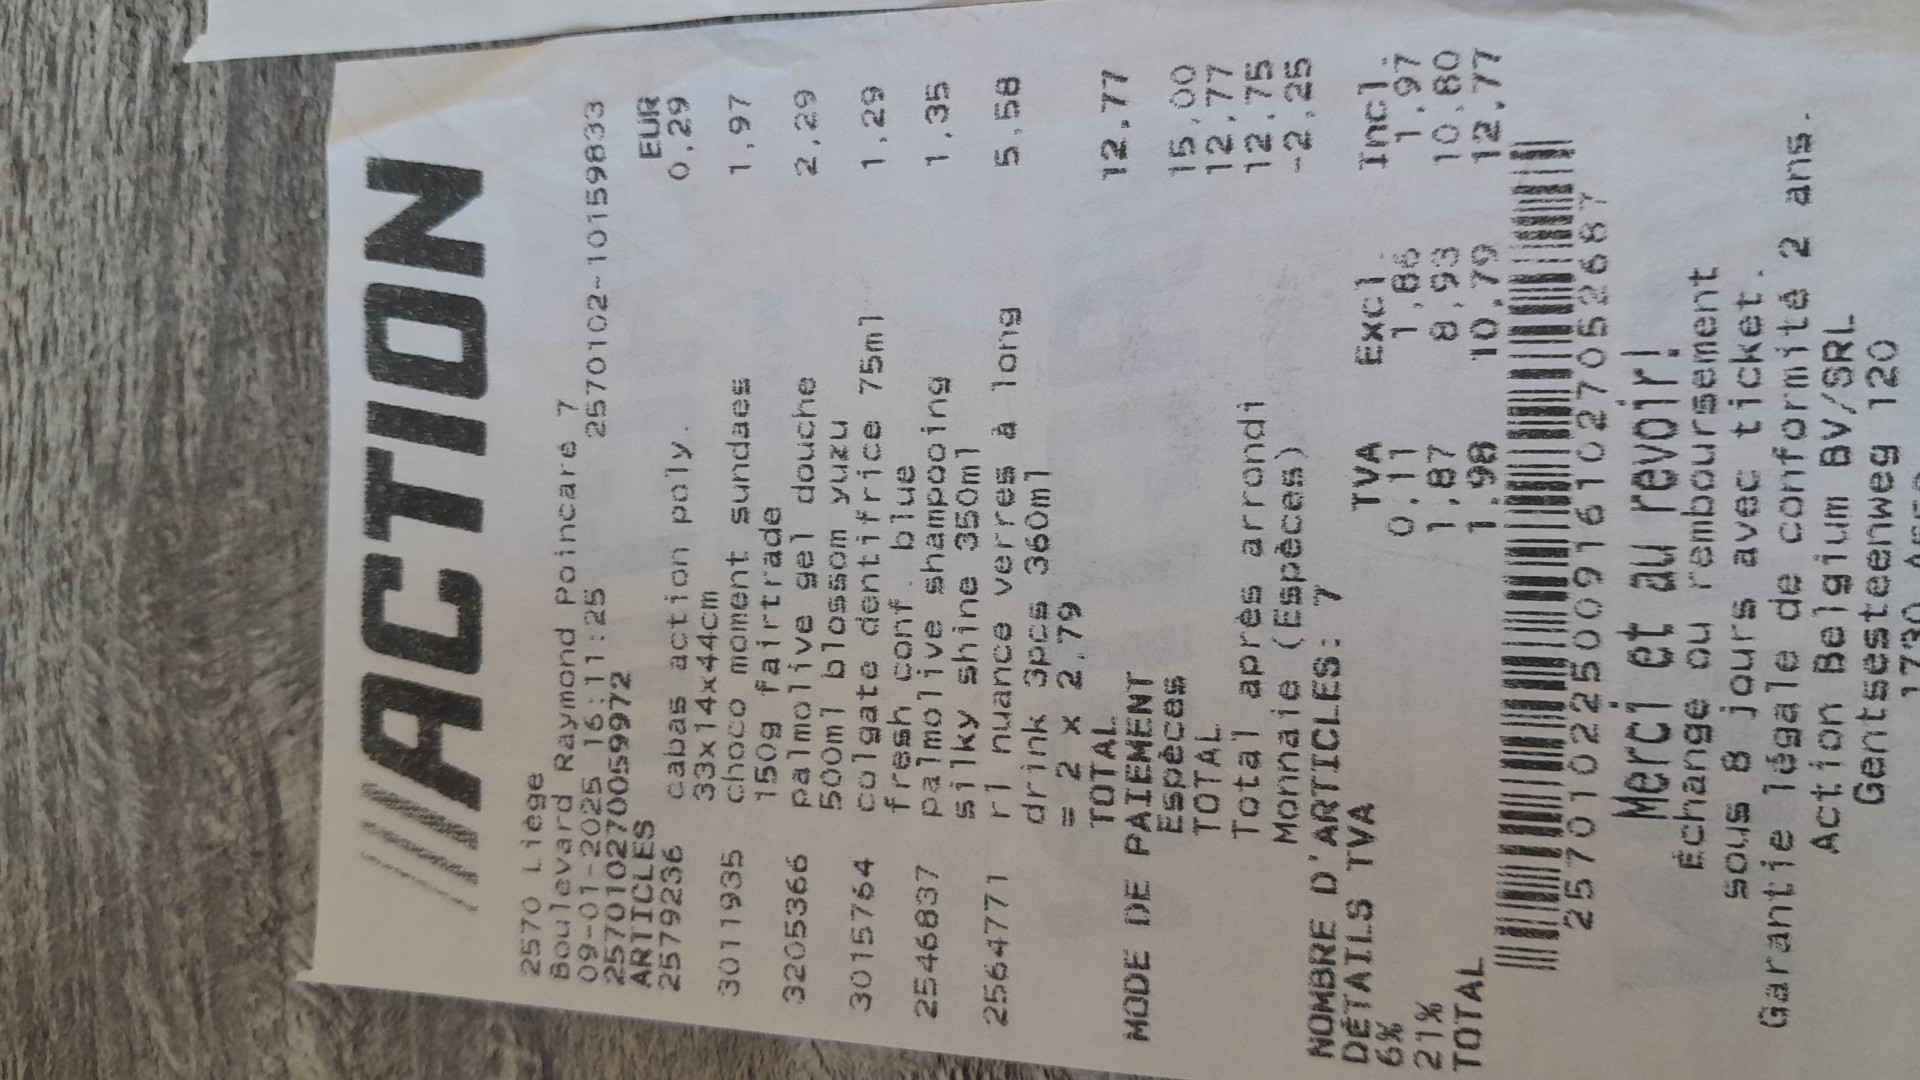 ///ACTION
2570 Liège
Boulevard Raymond Poincaré 7
09-01-2025 16:11:25 2570102-10159833
257010270059972
ARTICLES EUR
2579236 cabas action poly. 0,29
33x14x44cm
3011935 choco moment sundaes 1,97
150g fairtrade
3205366 palmolive gel douche 2,29
500ml blossom yuzu
3015764 colgate dentifrice 75ml 1,29
fresh conf. blue
2546837 palmolive shampooing 1,35
silky shine 350ml
2564771 rl nuance verres à long 5,58
drink 3pcs 360ml
= 2 x 2.79
TOTAL 12,77
MODE DE PAIEMENT
Espèces 15,00
TOTAL 12,77
Total après arrondi 12,75
Monnaie (Espèces) -2,25
NOMBRE D'ARTICLES: 7
DÉTAILS TVA TVA Excl. Incl.
6% 0,11 1,86 1,97
21% 1,87 8,93 10,80
TOTAL 1,98 10,79 12,77
257010225009161027052687
Merci et au revoir!
Échange ou remboursement
sous 8 jours avec ticket.
Garantie légale de conformité 2 ans.
Action Belgium BV/SRL
Gentsesteenweg 120
1730